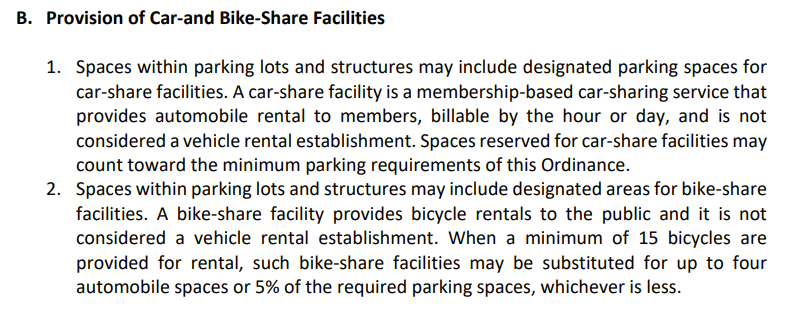 B. Provision of Car-and Bike-Share Facilities
1. Spaces within parking lots and structures may include designated parking spaces for
car-share facilities. A car-share facility is a membership-based car-sharing service that
provides automobile rental to members, billable by the hour or day, and is not
considered a vehicle rental establishment. Spaces reserved for car-share facilities may
count toward the minimum parking requirements of this Ordinance.
2. Spaces within parking lots and structures may include designated areas for bike-share
facilities. A bike-share facility provides bicycle rentals to the public and it is not
considered a vehicle rental establishment. When a minimum of 15 bicycles are
provided for rental, such bike-share facilities may be substituted for up to four
automobile spaces or 5% of the required parking spaces, whichever is less.